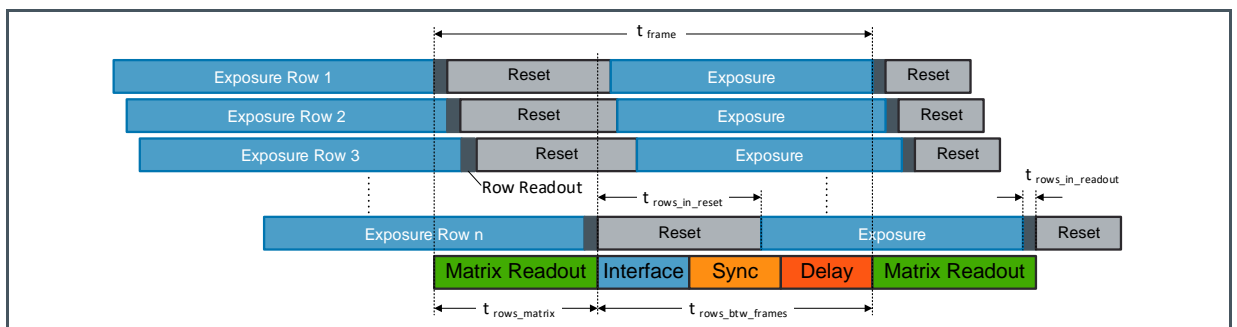 t frame
Exposure Row 1 Reset Exposure Reset
Exposure Row 2 Reset Exposure Reset
Exposure Row 3 Reset Exposure Reset
Row Readout
t rows_in_reset
t rows_in_readout
Exposure Row n Reset Exposure Reset
Matrix Readout Interface Sync Delay Matrix Readout
t rows_matrix t rows_btw_frames